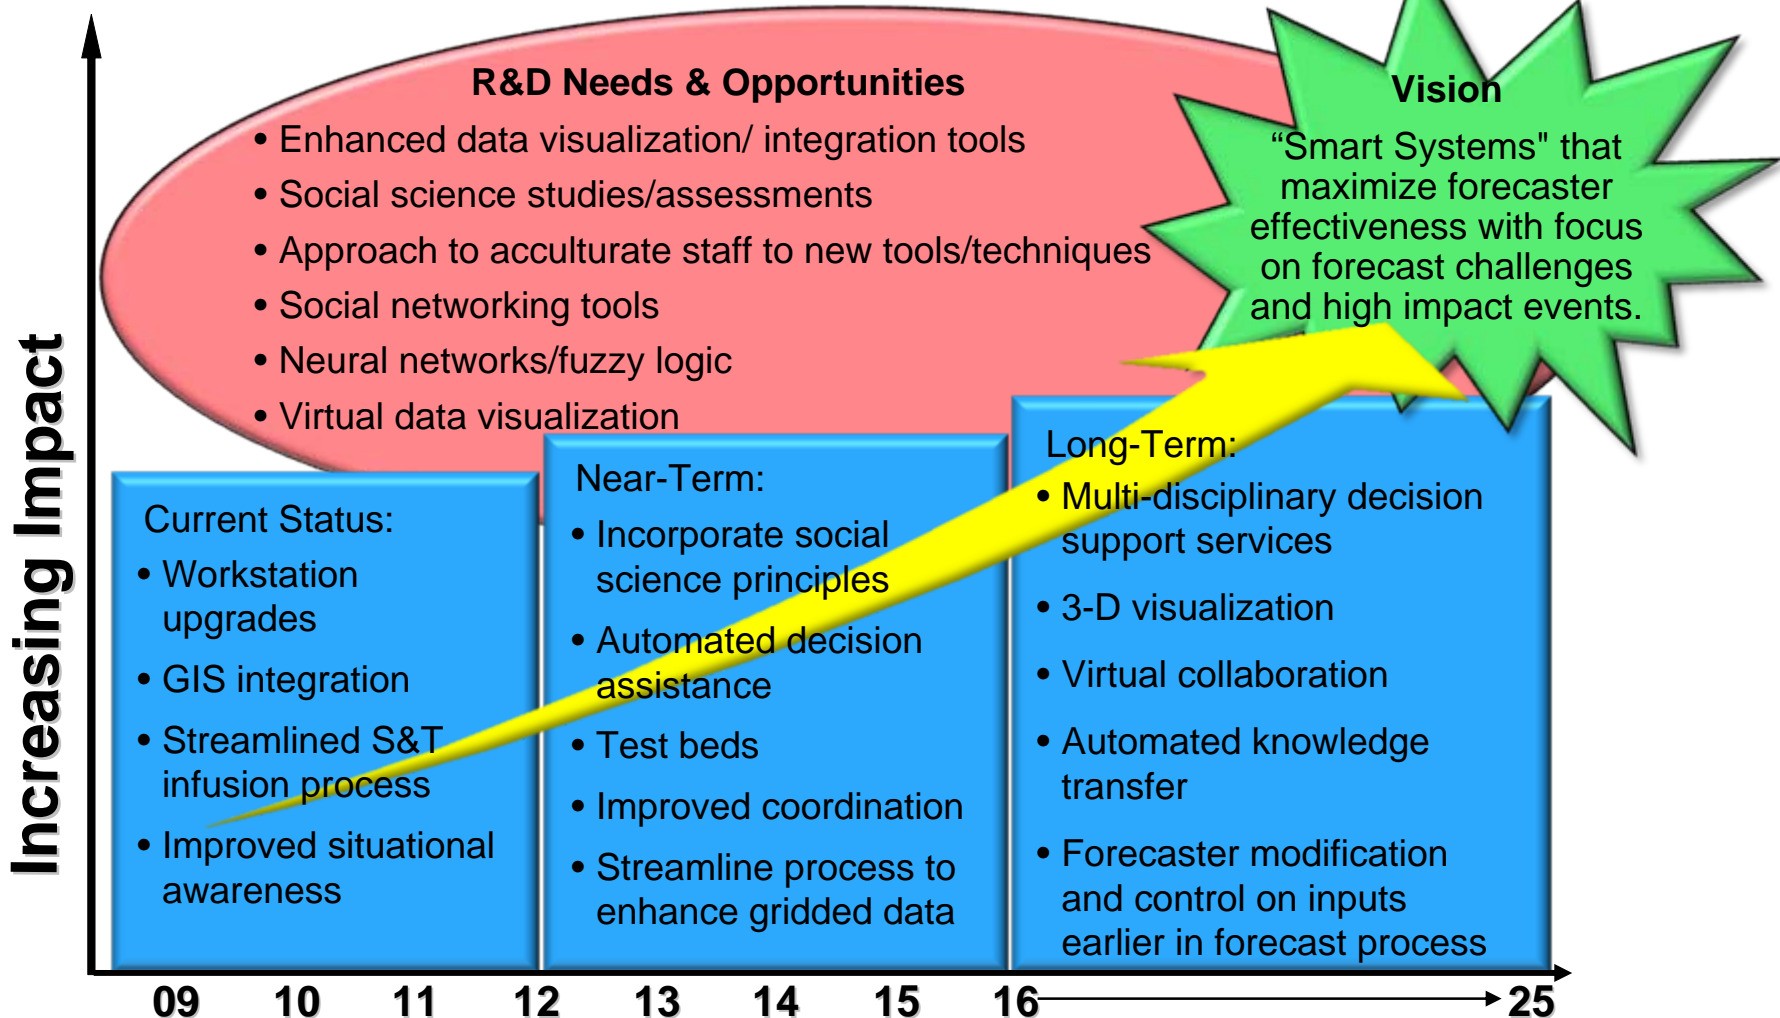 R&D Needs & Opportunities
• Enhanced data visualization/ integration tools
• Social science studies/assessments
• Approach to acculturate staff to new tools/techniques
• Social networking tools
• Neural networks/fuzzy logic
• Virtual data visualization
Vision
“Smart Systems" that
maximize forecaster
effectiveness with focus
on forecast challenges
and high impact events.
Increasing Impact
Current Status:
• Workstation
upgrades
• GIS integration
• Streamlined S&T
infusion process
• Improved situational
awareness
Near-Term:
• Incorporate social
science principles
• Automated decision
assistance
• Test beds
• Improved coordination
• Streamline process to
enhance gridded data
Long-Term:
• Multi-disciplinary decision
support services
• 3-D visualization
• Virtual collaboration
• Automated knowledge
transfer
• Forecaster modification
and control on inputs
earlier in forecast process
09 10 11 12 13 14 15 16 25